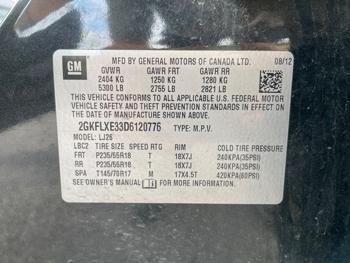 GM
MFD BY GENERAL MOTORS OF CANADA LTD. 08/12
GVWR GAWR FRT GAWR RR
2404 KG 1250 KG 1280 KG
5300 LB 2755 LB 2821 LB
THIS VEHICLE CONFORMS TO ALL APPLICABLE U.S. FEDERAL
MOTOR VEHICLE SAFETY AND THEFT PREVENTION
STANDARDS IN EFFECT ON
THE DATE OF MANUFACTURE SHOWN ABOVE.
2GKFLXE33D6120776 TYPE: M.P.V.
MODEL: LJ26
LBC2 TIRE SIZE SPEED RTG RIM COLD TIRE PRESSURE
FRT P235/55R18 T 18X7J 240KPA(35PSI)
RR P235/55R18 T 18X7J 240KPA(35PSI)
SPA T145/70R17 M 17X4.5T 420KPA(60PSI)
SEE OWNER'S MANUAL FOR MORE INFORMATION.